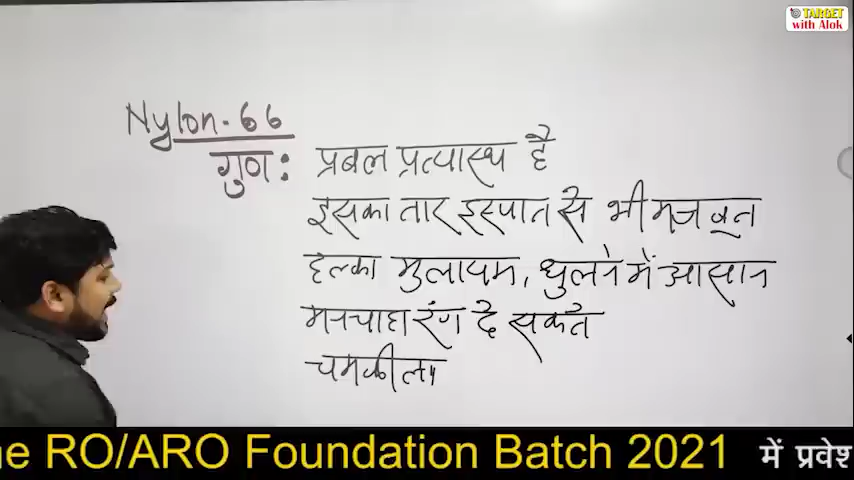 TARGET
with Alok
Nylon-66
गुण: प्रबल प्रत्यास्थ है
इसका तार इस्पात से भी मजबूत
हल्का मुलायम, धुलने में आसान
मनचाहा रंग दे सकते
चमकीला
e RO/ARO Foundation Batch 2021 में प्रवेश